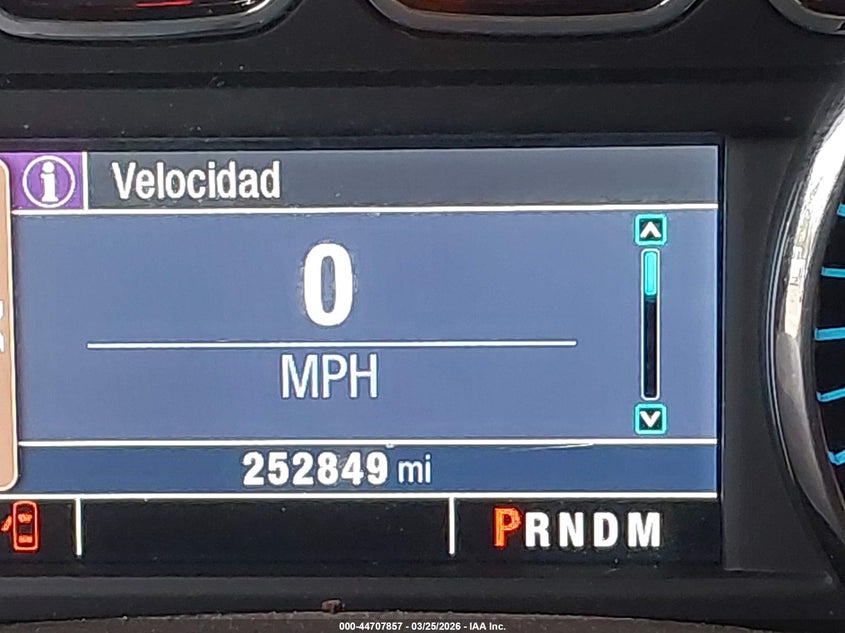 Velocidad
0
MPH
252849 mi
PRNDM
000-44707857 - 03/25/2026 - IAA Inc.